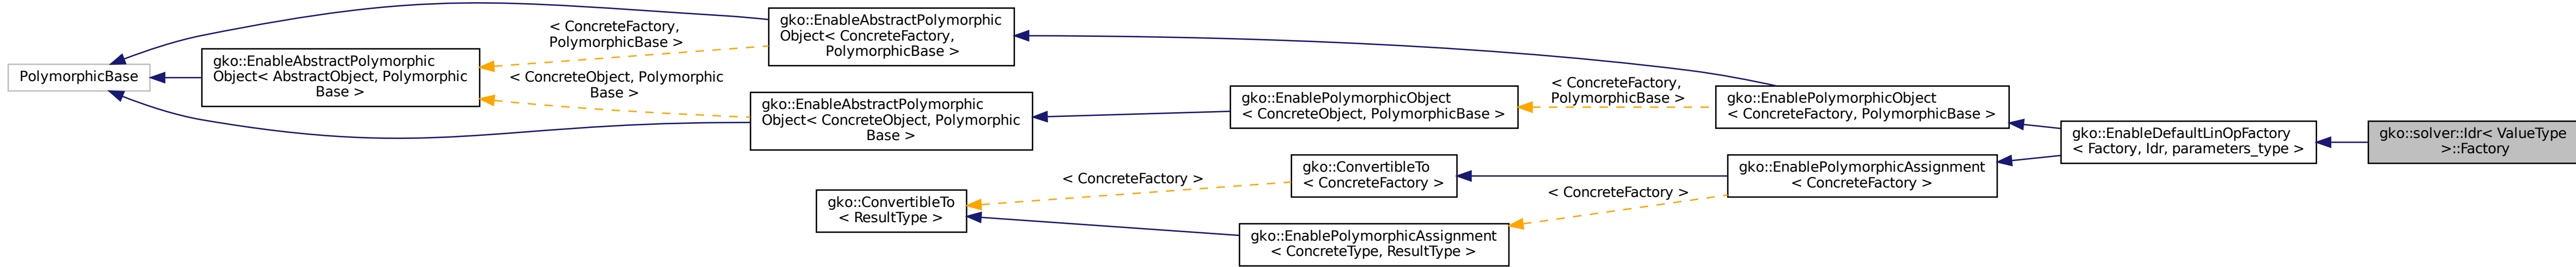 PolymorphicBase
gko::EnableAbstractPolymorphic
Object< AbstractObject, Polymorphic
Base >
< ConcreteFactory,
PolymorphicBase >
< ConcreteObject, Polymorphic
Base >
gko::EnableAbstractPolymorphic
Object< ConcreteFactory,
PolymorphicBase >
gko::EnableAbstractPolymorphic
Object< ConcreteObject, Polymorphic
Base >
gko::ConvertibleTo
< ResultType >
< ConcreteFactory >
gko::EnablePolymorphicObject
< ConcreteObject, PolymorphicBase >
gko::ConvertibleTo
< ConcreteFactory >
gko::EnablePolymorphicAssignment
< ConcreteType, ResultType >
< ConcreteFactory,
PolymorphicBase >
< ConcreteFactory >
gko::EnablePolymorphicObject
< ConcreteFactory, PolymorphicBase >
gko::EnablePolymorphicAssignment
< ConcreteFactory >
gko::EnableDefaultLinOpFactory
< Factory, Idr, parameters_type >
gko::solver::Idr< ValueType
>::Factory